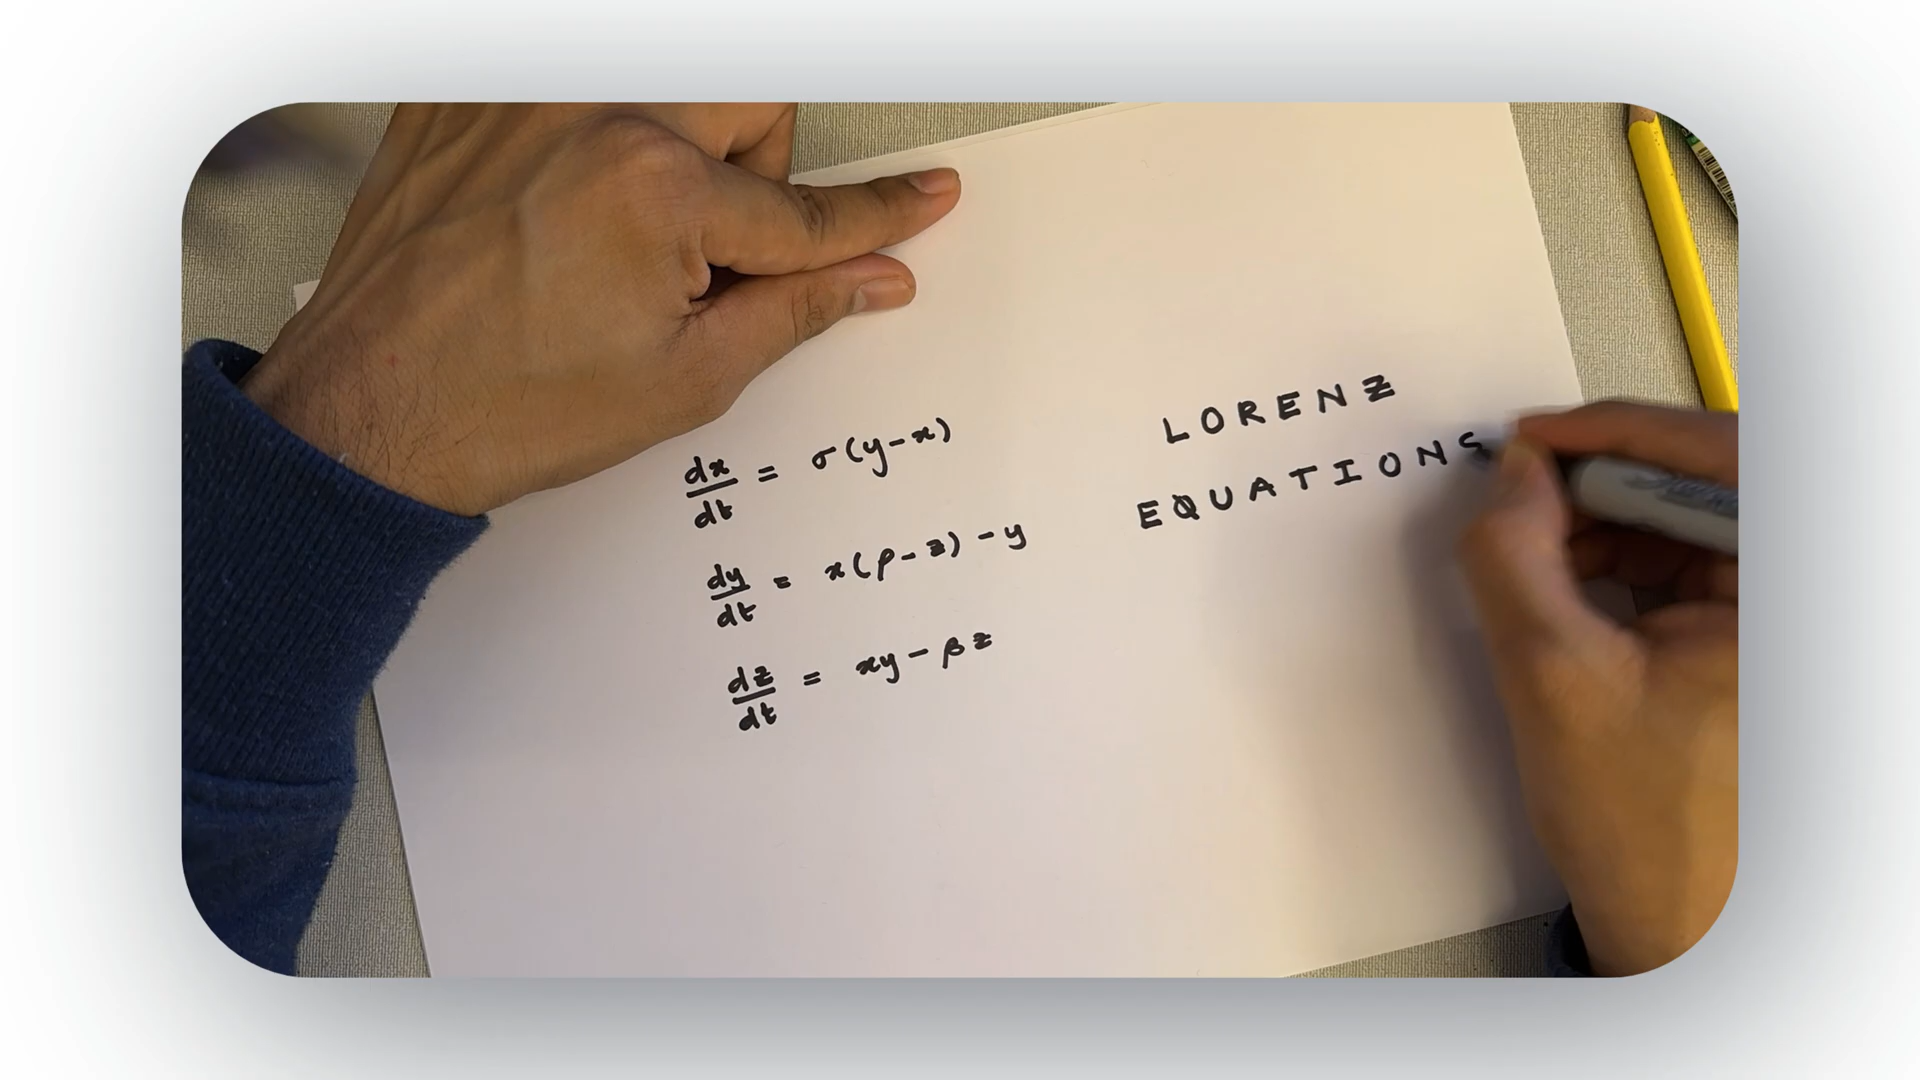 dx/dt = σ(y-x)
dy/dt = x(ρ-z) - y
dz/dt = xy - βz
LORENZ
EQUATIONS